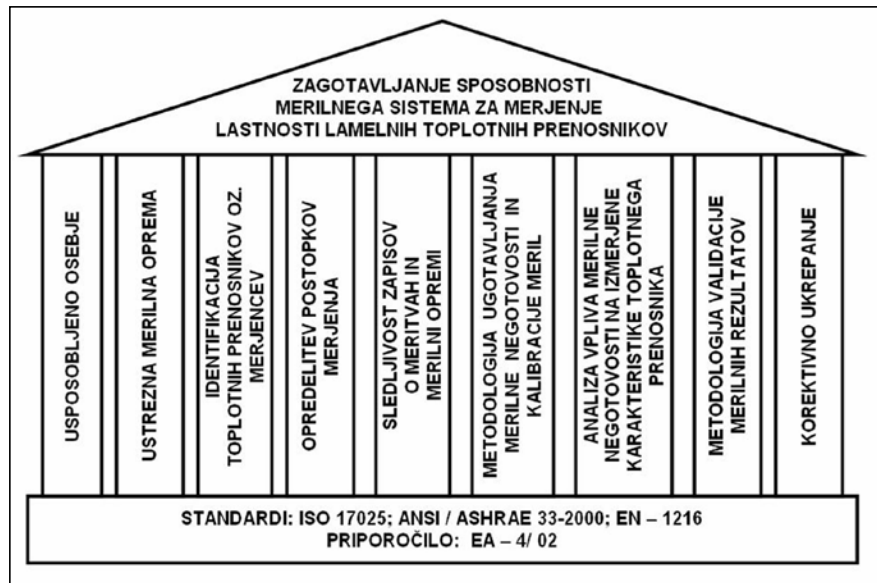 ZAGOTAVLJANJE SPOSOBNOSTI
MERILNEGA SISTEMA ZA MERJENJE
LASTNOSTI LAMELNIH TOPLOTNIH PRENOSNIKOV
USPOSOBLJENO OSEBJE
USTREZNA MERILNA OPREMA
IDENTIFIKACIJA
TOPLOTNIH PRENOSNIKOV OZ.
MERJENCEV
OPREDELITEV POSTOPKOV
MERJENJA
SLEDLJIVOST ZAPISOV
O MERITVAH IN
MERILNI OPREMI
METODOLOGIJA UGOTAVLJANJA
MERILNE NEGOTOVOSTI IN
KALIBRACIJE MERIL
ANALIZA VPLIVA MERILNE
NEGOTOVOSTI NA IZMERJENE
KARAKTERISTIKE TOPLOTNEGA
PRENOSNIKA
METODOLOGIJA VALIDACIJE
MERILNIH REZULTATOV
KOREKTIVNO UKREPANJE
STANDARDI: ISO 17025; ANSI / ASHRAE 33-2000; EN – 1216
PRIPOROČILO: EA – 4/ 02